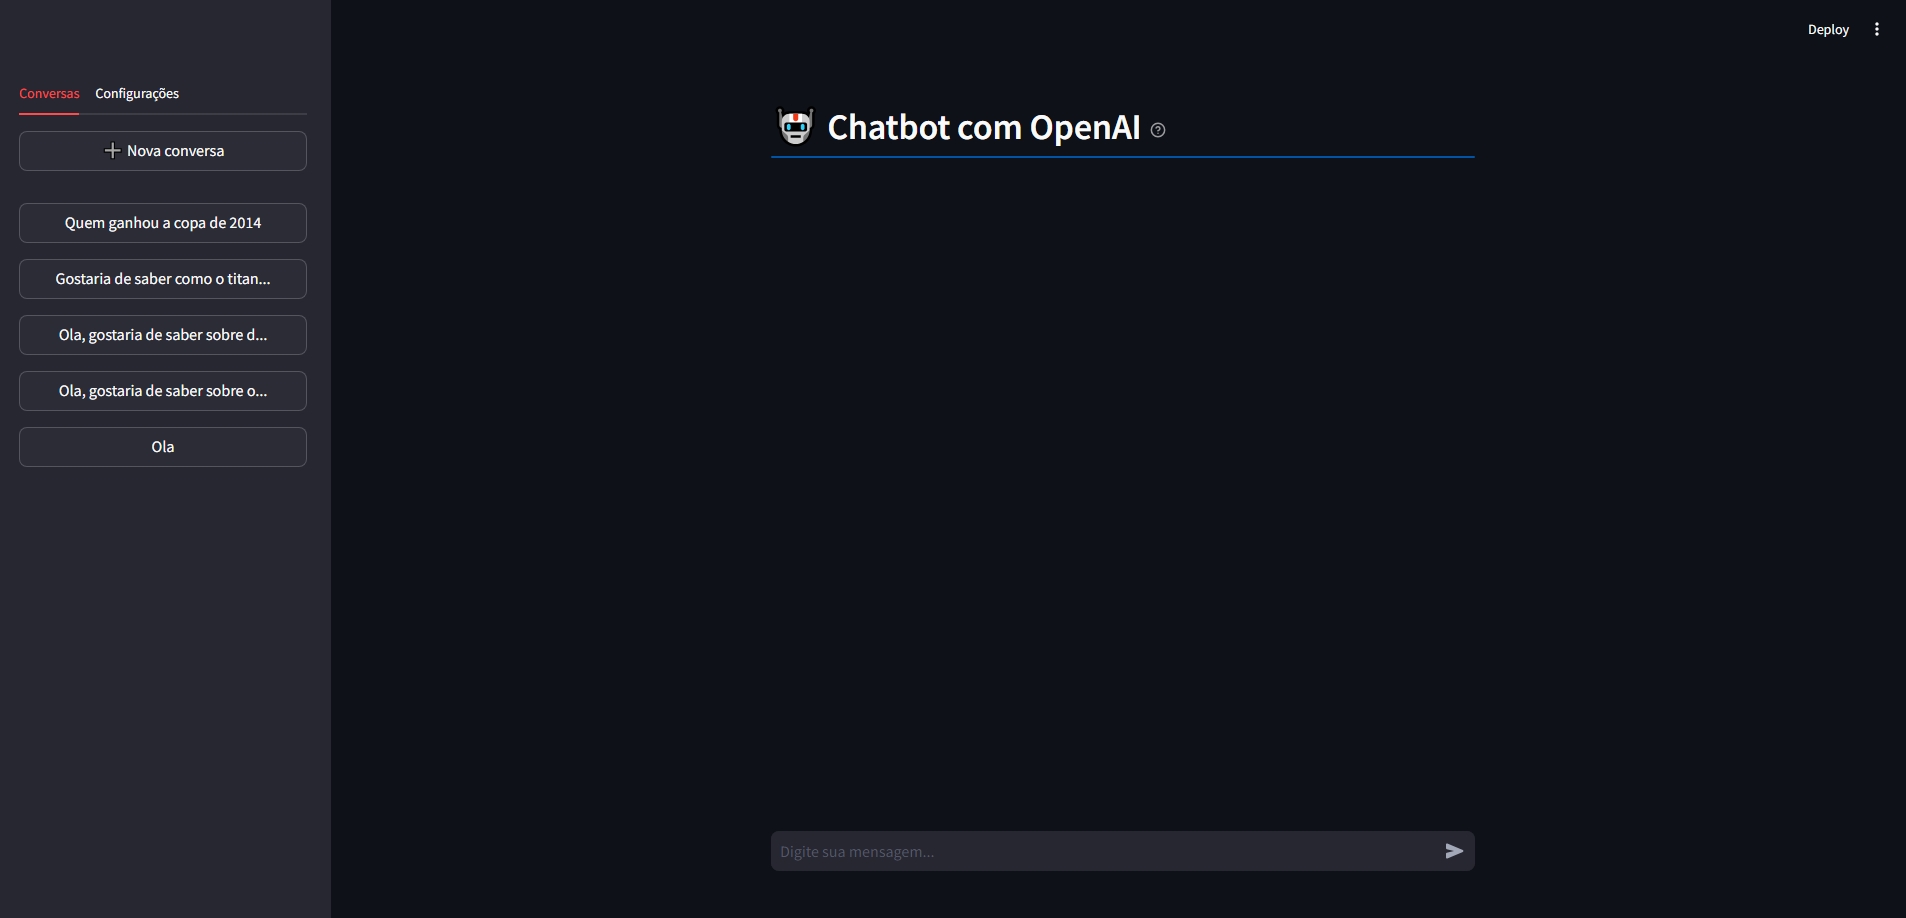 Deploy
Conversas Configurações
Nova conversa
Quem ganhou a copa de 2014
Gostaria de saber como o titan...
Ola, gostaria de saber sobre d...
Ola, gostaria de saber sobre o...
Ola
Chatbot com OpenAI
Digite sua mensagem...